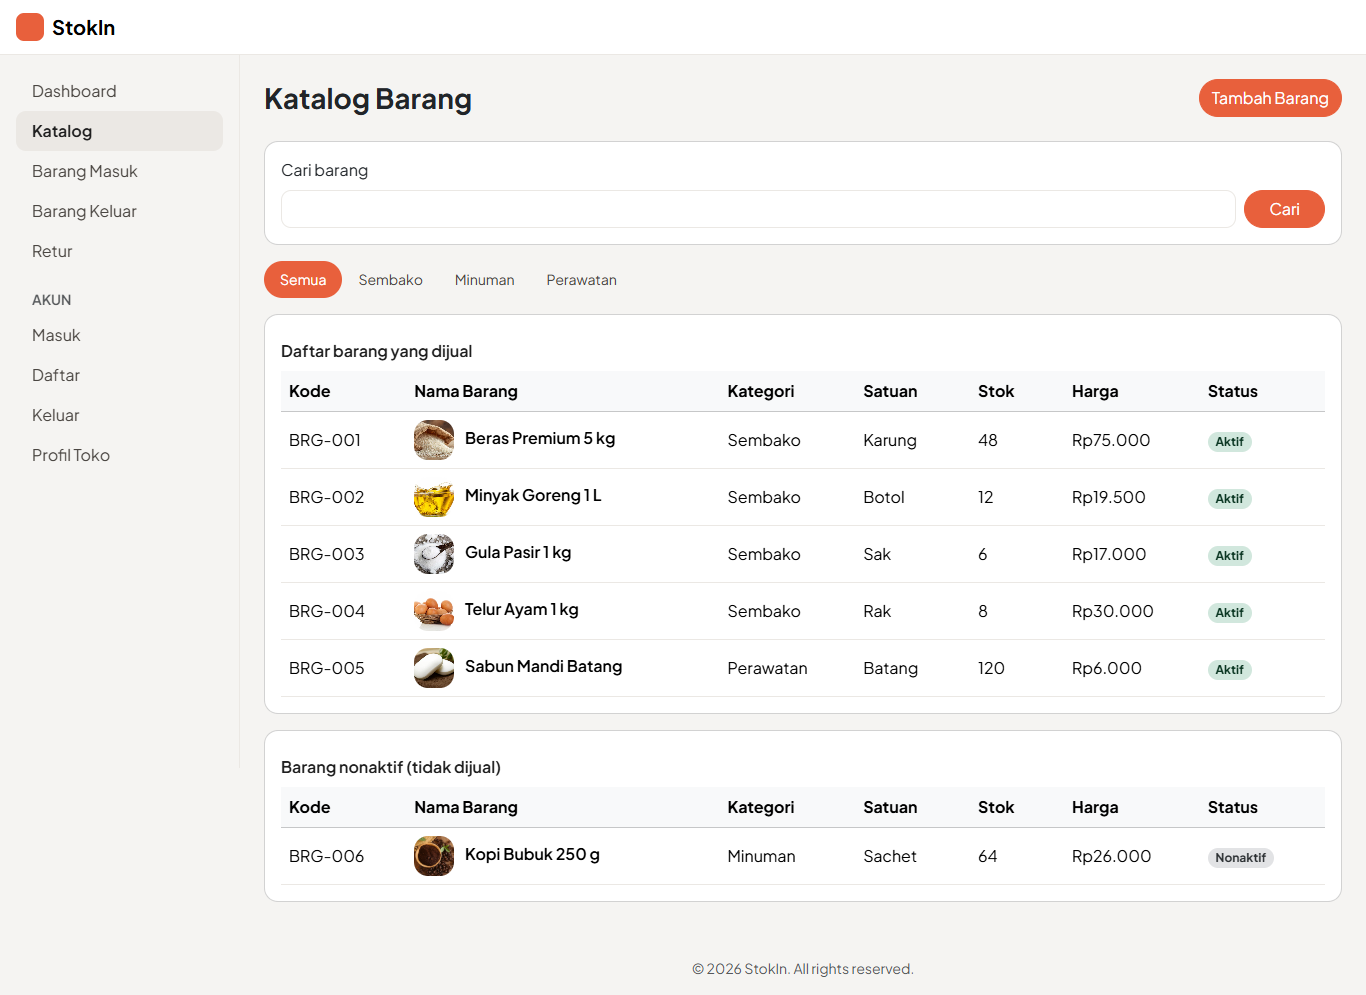 StokIn
Dashboard
Katalog
Barang Masuk
Barang Keluar
Retur
AKUN
Masuk
Daftar
Keluar
Profil Toko
Katalog Barang
Tambah Barang
Cari barang
Cari
Semua Sembako Minuman Perawatan
Daftar barang yang dijual
Kode Nama Barang Kategori Satuan Stok Harga Status
BRG-001 Beras Premium 5 kg Sembako Karung 48 Rp75.000 Aktif
BRG-002 Minyak Goreng 1 L Sembako Botol 12 Rp19.500 Aktif
BRG-003 Gula Pasir 1 kg Sembako Sak 6 Rp17.000 Aktif
BRG-004 Telur Ayam 1 kg Sembako Rak 8 Rp30.000 Aktif
BRG-005 Sabun Mandi Batang Perawatan Batang 120 Rp6.000 Aktif
Barang nonaktif (tidak dijual)
Kode Nama Barang Kategori Satuan Stok Harga Status
BRG-006 Kopi Bubuk 250 g Minuman Sachet 64 Rp26.000 Nonaktif
© 2026 StokIn. All rights reserved.